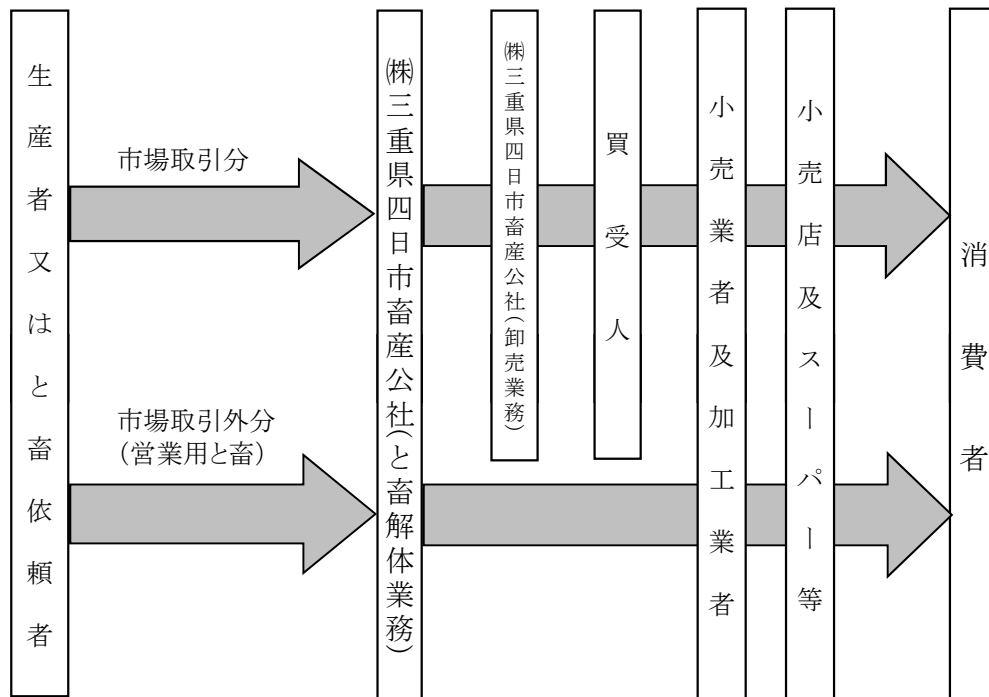 生産者又はと畜依頼者
市場取引分
市場取引外分
（営業用と畜）
㈱三重県四日市畜産公社（と畜解体業務）
㈱三重県四日市畜産公社（卸売業務）
買受人
小売業者及加工業者
小売店及スーパー等
消費者